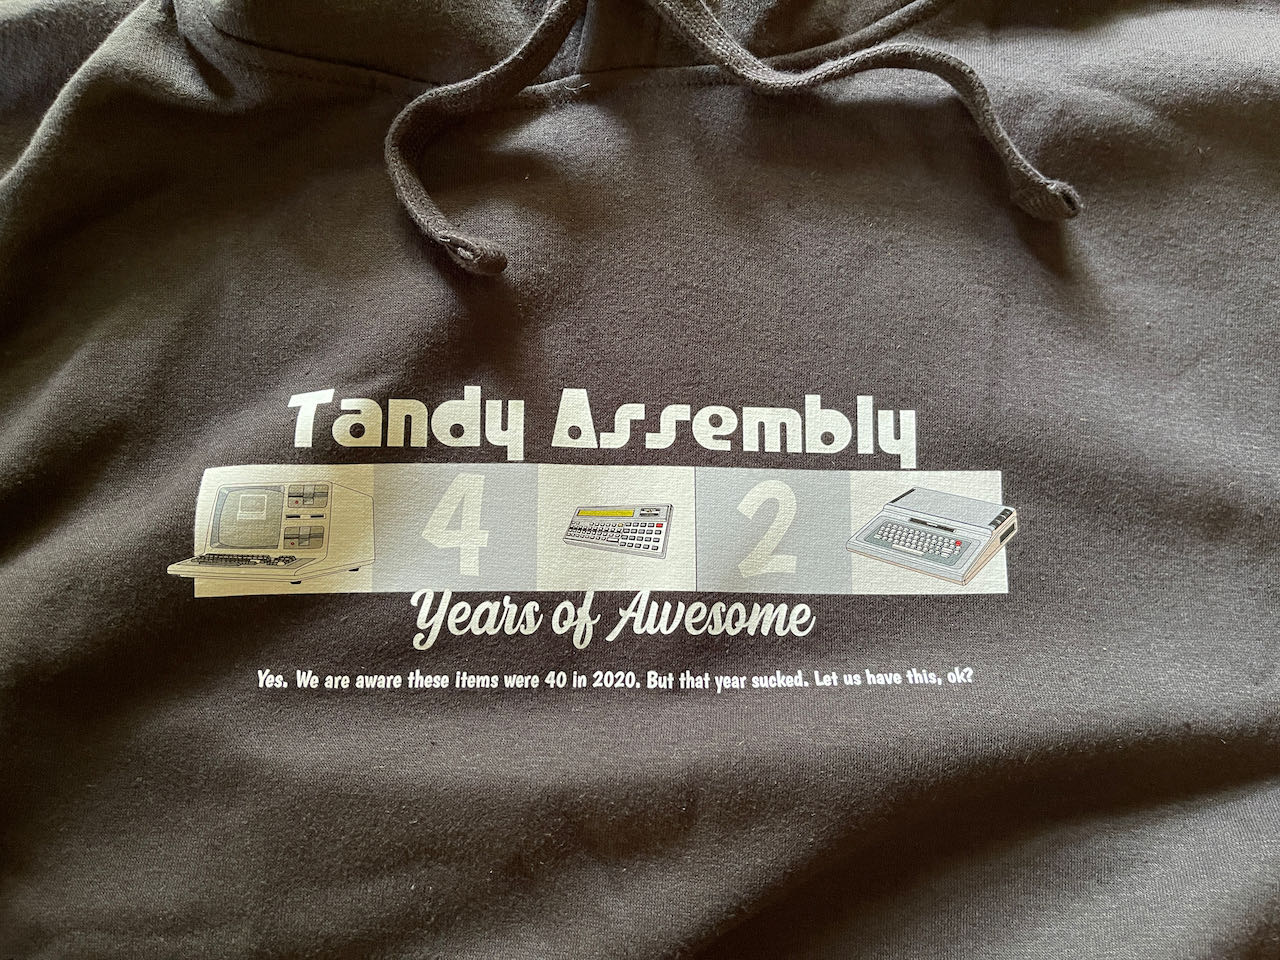 Tandy Assembly
4 2
Years of Awesome
Yes. We are aware these items were 40 in 2020. But that year sucked. Let us have this, ok?